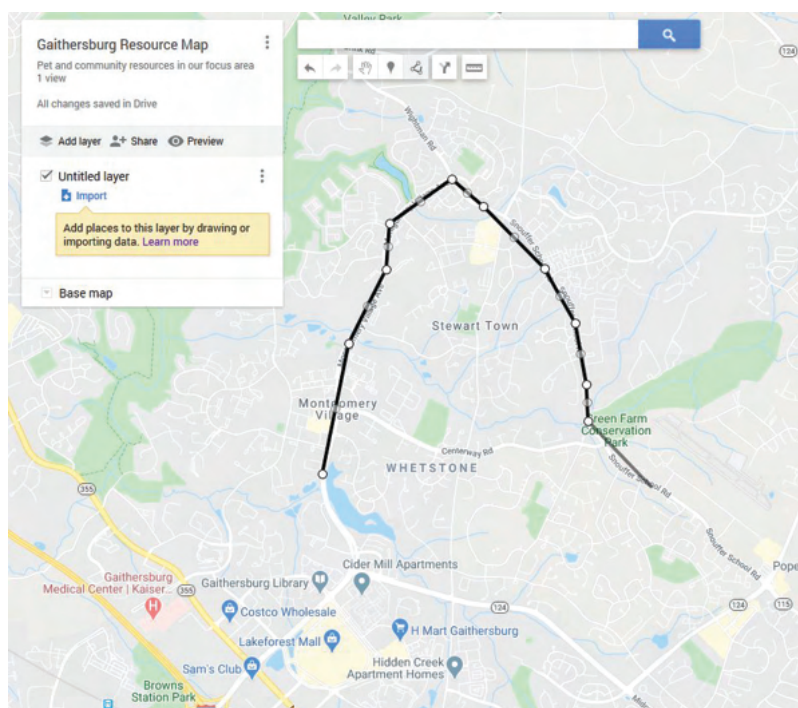 Valley Park
Gaithersburg Resource Map
Pet and community resources in our focus area
1 view
All changes saved in Drive
Add layer Share Preview
Untitled layer
Import
Add places to this layer by drawing or
importing data. Learn more
Base map
124
Wightman Rd
Snouffer School
Stewart Town
Montgomery
Village
Centerway Rd
WHETSTONE
Green Farm
Conservation
Park
Snouffer School Rd
Snouffer School Rd
355
Gaithersburg
Medical Center | Kaiser...
355
Gaithersburg Library
Cider Mill Apartments
Costco Wholesale
124
Pope
124
115
Lakeforest Mall
H Mart Gaithersburg
Sam's Club
Hidden Creek
Apartment Homes
Browns
Station Park